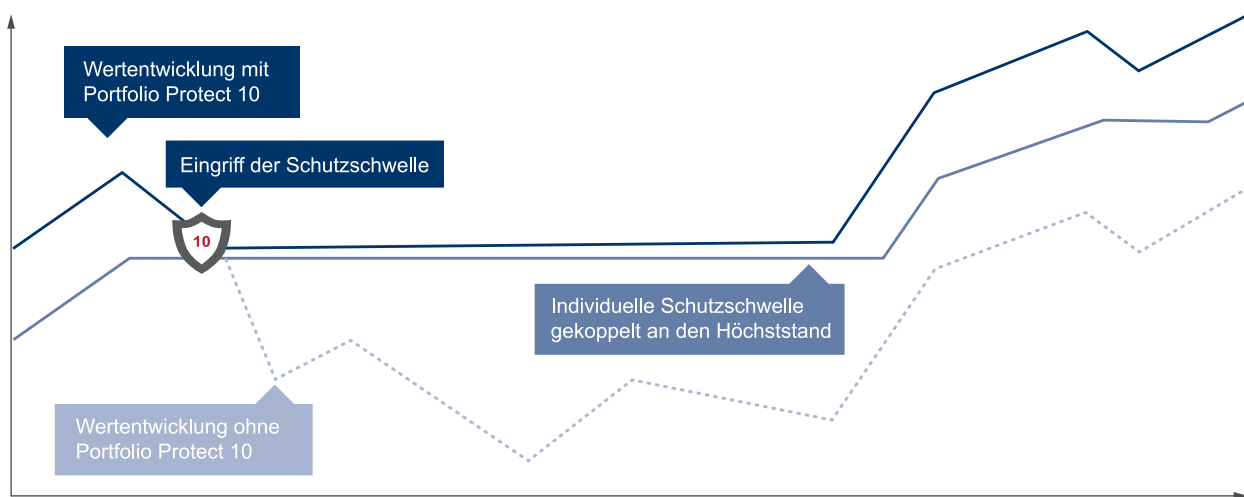 Wertentwicklung mit
Portfolio Protect 10
Eingriff der Schutzschwelle
10
Individuelle Schutzschwelle
gekoppelt an den Höchststand
Wertentwicklung ohne
Portfolio Protect 10